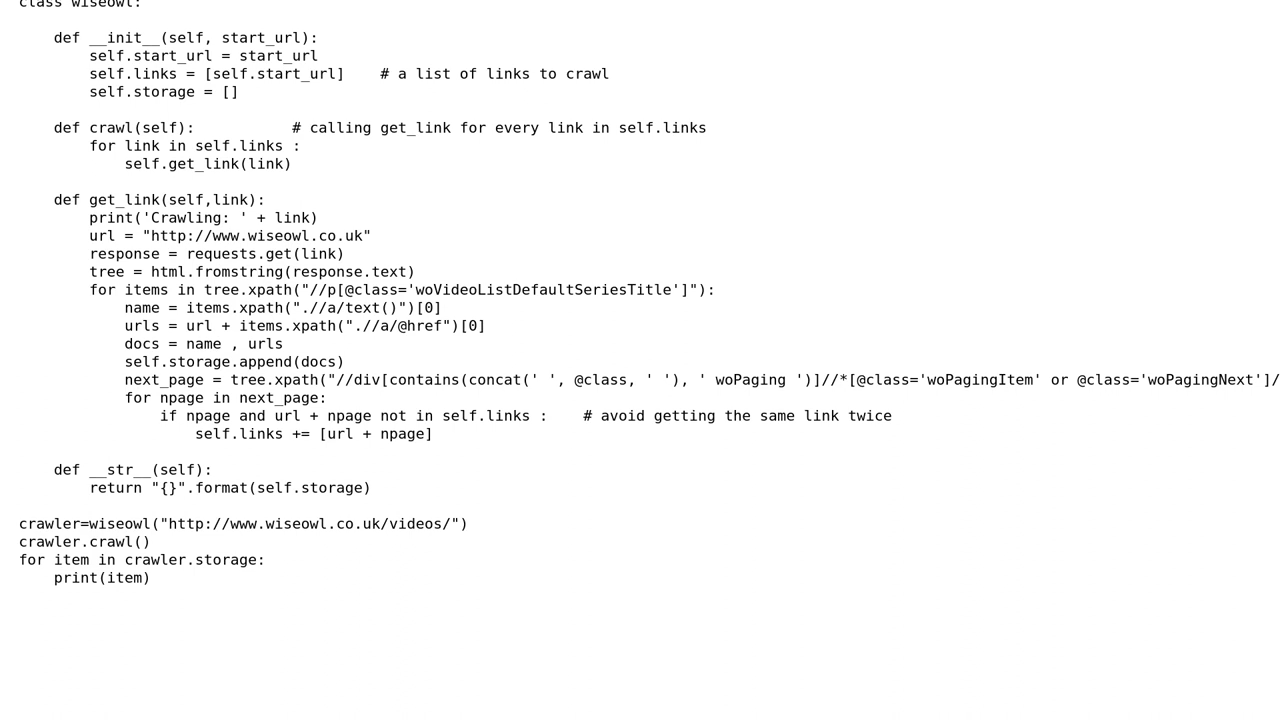 class wiseowl:

    def __init__(self, start_url):
        self.start_url = start_url
        self.links = [self.start_url]    # a list of links to crawl
        self.storage = []

    def crawl(self):           # calling get_link for every link in self.links
        for link in self.links :
            self.get_link(link)

    def get_link(self,link):
        print('Crawling: ' + link)
        url = "http://www.wiseowl.co.uk"
        response = requests.get(link)
        tree = html.fromstring(response.text)
        for items in tree.xpath("//p[@class='woVideoListDefaultSeriesTitle']"):
            name = items.xpath(".//a/text()")[0]
            urls = url + items.xpath(".//a/@href")[0]
            docs = name , urls
            self.storage.append(docs)
            next_page = tree.xpath("//div[contains(concat(' ', @class, ' '), ' woPaging ')]//*[@class='woPagingItem' or @class='woPagingNext']/
            for npage in next_page:
                if npage and url + npage not in self.links :    # avoid getting the same link twice
                    self.links += [url + npage]

    def __str__(self):
        return "{}".format(self.storage)

crawler=wiseowl("http://www.wiseowl.co.uk/videos/")
crawler.crawl()
for item in crawler.storage:
    print(item)